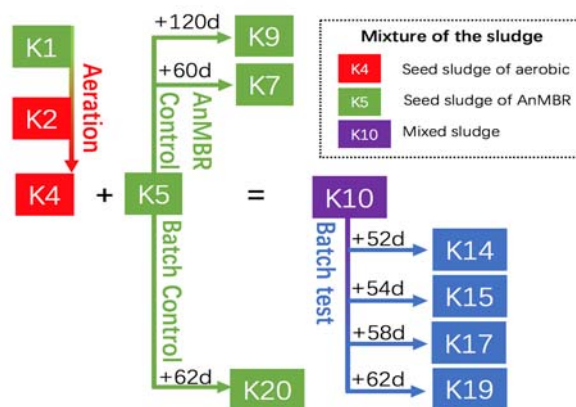 K1
K2
K4
Aeration
+
K5
+120d
K9
+60d
K7
AnMBR
Control
Batch Control
+62d
K20
=
K10
Batch test
+52d
K14
+54d
K15
+58d
K17
+62d
K19
Mixture of the sludge
K4 Seed sludge of aerobic
K5 Seed sludge of AnMBR
K10 Mixed sludge